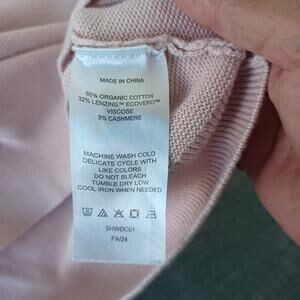 MADE IN CHINA
65% ORGANIC COTTON
32% LENZING™ ECOVERO™
VISCOSE
3% CASHMERE
MACHINE WASH COLD
DELICATE CYCLE WITH
LIKE COLORS
DO NOT BLEACH
TUMBLE DRY LOW
COOL IRON WHEN NEEDED
SHWDC01
FA/24